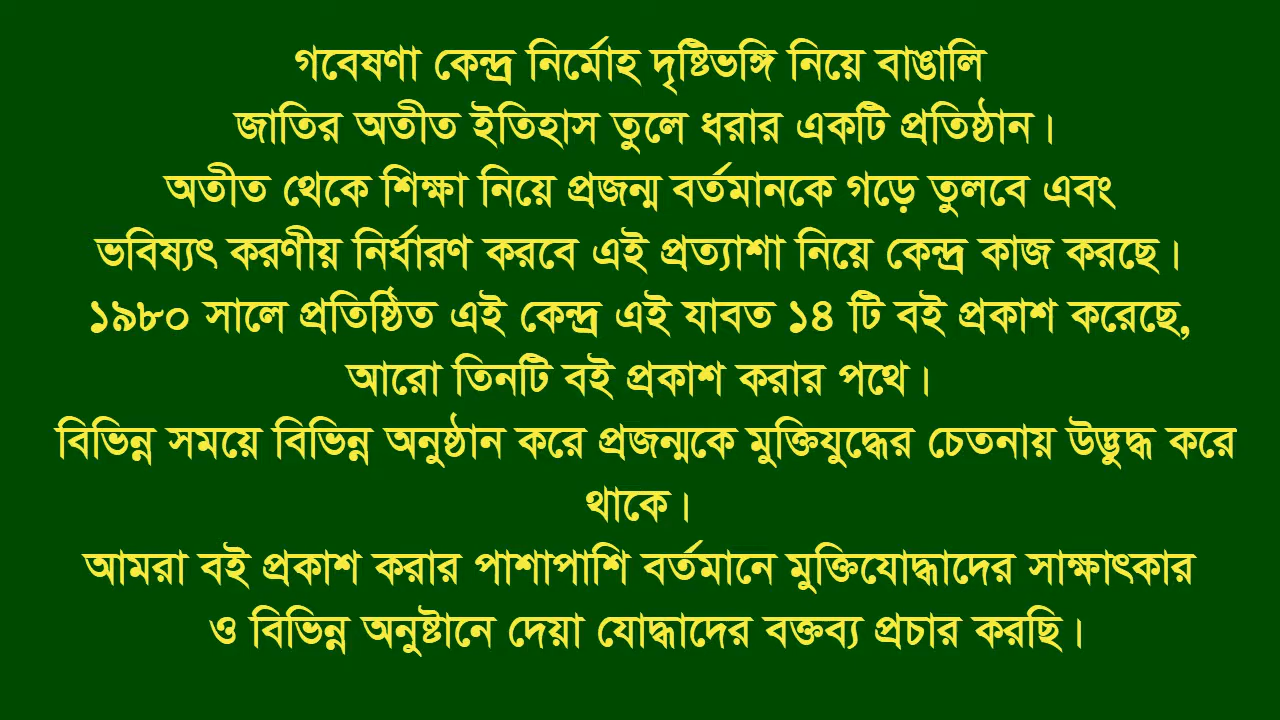 গবেষণা কেন্দ্র নির্মোহ দৃষ্টিভঙ্গি নিয়ে বাঙালি
জাতির অতীত ইতিহাস তুলে ধরার একটি প্রতিষ্ঠান।
অতীত থেকে শিক্ষা নিয়ে প্রজন্ম বর্তমানকে গড়ে তুলবে এবং
ভবিষ্যৎ করণীয় নির্ধারণ করবে এই প্রত্যাশা নিয়ে কেন্দ্র কাজ করছে।
১৯৮০ সালে প্রতিষ্ঠিত এই কেন্দ্র এই যাবত ১৪ টি বই প্রকাশ করেছে,
আরো তিনটি বই প্রকাশ করার পথে।
বিভিন্ন সময়ে বিভিন্ন অনুষ্ঠান করে প্রজন্মকে মুক্তিযুদ্ধের চেতনায় উদ্ভুদ্ধ করে
থাকে।
আমরা বই প্রকাশ করার পাশাপাশি বর্তমানে মুক্তিযোদ্ধাদের সাক্ষাৎকার
ও বিভিন্ন অনুষ্টানে দেয়া যোদ্ধাদের বক্তব্য প্রচার করছি।